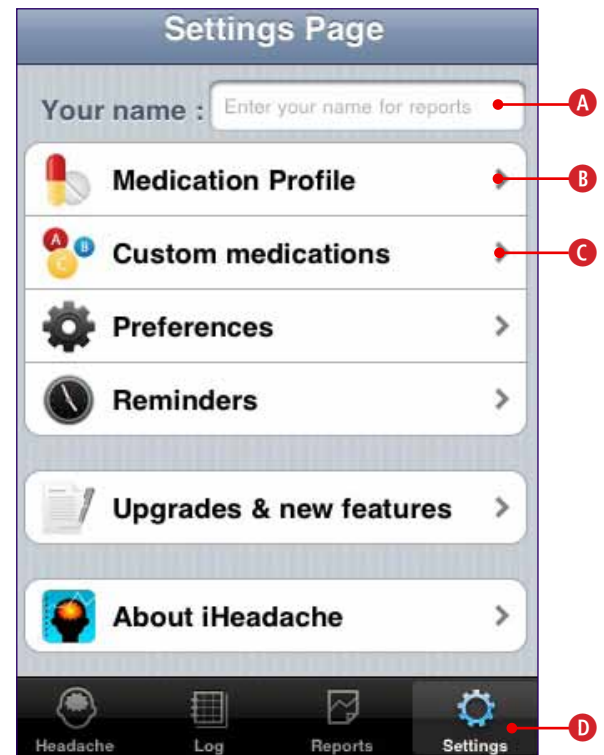 Settings Page
Your name : Enter your name for reports A
Medication Profile B
A B C Custom medications C
Preferences
Reminders
Upgrades & new features
About iHeadache
Headache Log Reports Settings D